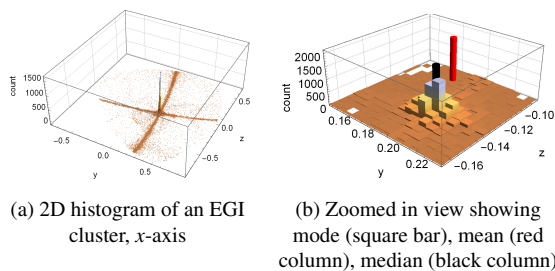 1500
1000
500
0
count
−0.5
0.0
0.5
y
0.5
0.0
−0.5
z
2000
1500
1000
500
0
count
0.16
0.18
0.20
0.22
y
−0.10
−0.12
−0.14
−0.16
z
(a) 2D histogram of an EGI
cluster, x-axis
(b) Zoomed in view showing
mode (square bar), mean (red
column), median (black column)